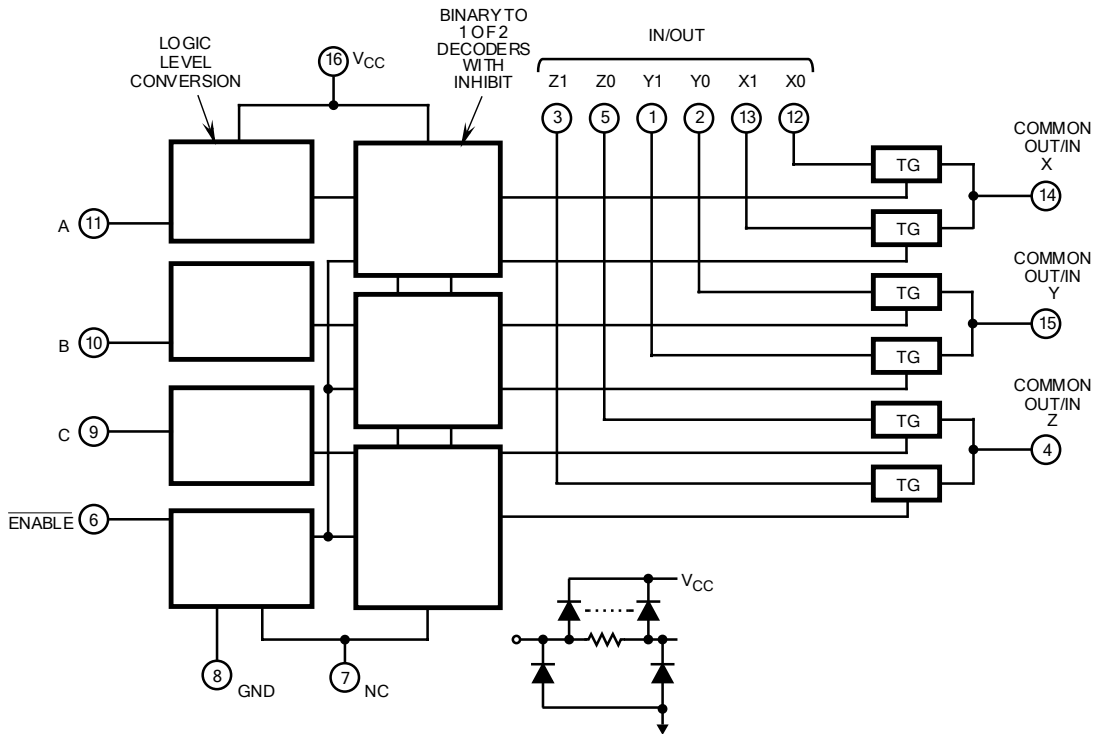 LOGIC
LEVEL
CONVERSION
16 VCC
BINARY TO
1 OF 2
DECODERS
WITH
INHIBIT
IN/OUT
Z1 Z0 Y1 Y0 X1 X0
3 5 1 2 13 12
COMMON
OUT/IN
X
14
TG
TG
COMMON
OUT/IN
Y
15
TG
TG
COMMON
OUT/IN
Z
4
TG
TG
A 11
B 10
C 9
ENABLE 6
8 GND
7 NC
VCC